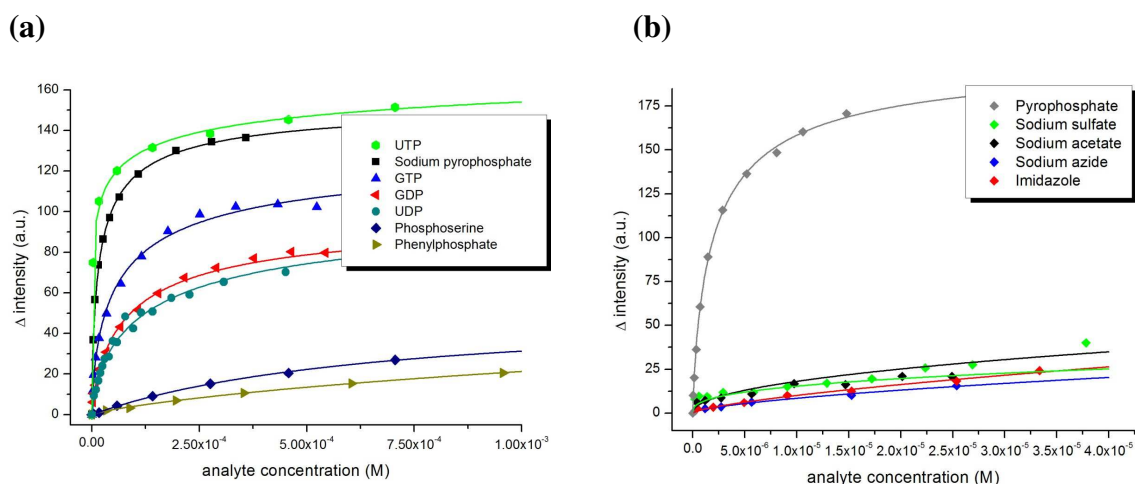 (a)
(b)
160
140
120
100
80
60
40
20
0
Δ intensity (a.u.)
UTP
Sodium pyrophosphate
GTP
GDP
UDP
Phosphoserine
Phenylphosphate
0.00
2.50x10⁻⁴
5.00x10⁻⁴
7.50x10⁻⁴
1.00x10⁻³
analyte concentration (M)
175
150
125
100
75
50
25
0
Δ intensity (a.u.)
Pyrophosphate
Sodium sulfate
Sodium acetate
Sodium azide
Imidazole
0.0
5.0x10⁻⁶
1.0x10⁻⁵
1.5x10⁻⁵
2.0x10⁻⁵
2.5x10⁻⁵
3.0x10⁻⁵
3.5x10⁻⁵
4.0x10⁻⁵
analyte concentration (M)